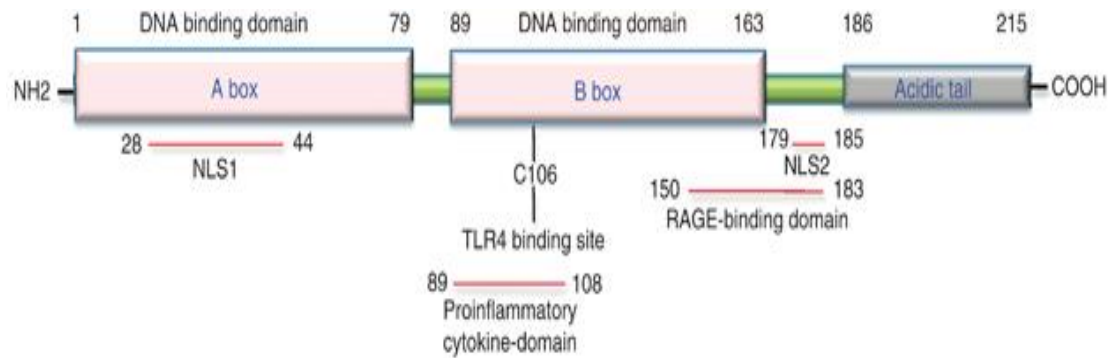 1 DNA binding domain 79 89 DNA binding domain 163 186 215
NH2 A box B box Acidic tail COOH
28 44 179 185
NLS1 NLS2
C106
150 183
RAGE-binding domain
TLR4 binding site
89 108
Proinflammatory
cytokine-domain